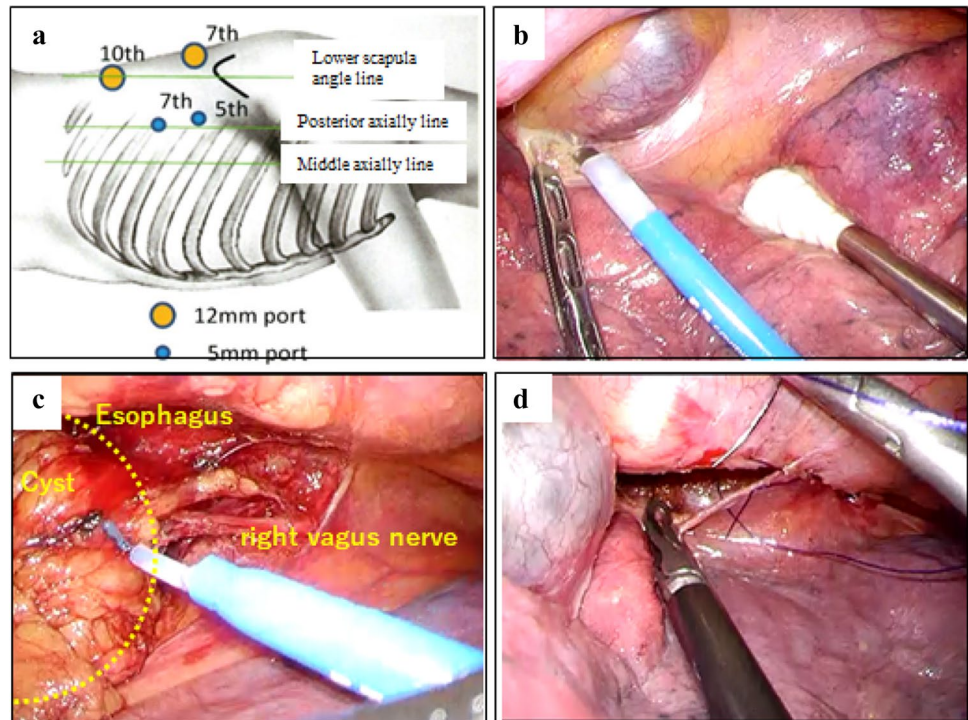 a
7th
10th
Lower scapula
angle line
7th
5th
Posterior axially line
Middle axially line
12mm port
5mm port
b
c
Esophagus
Cyst
right vagus nerve
d